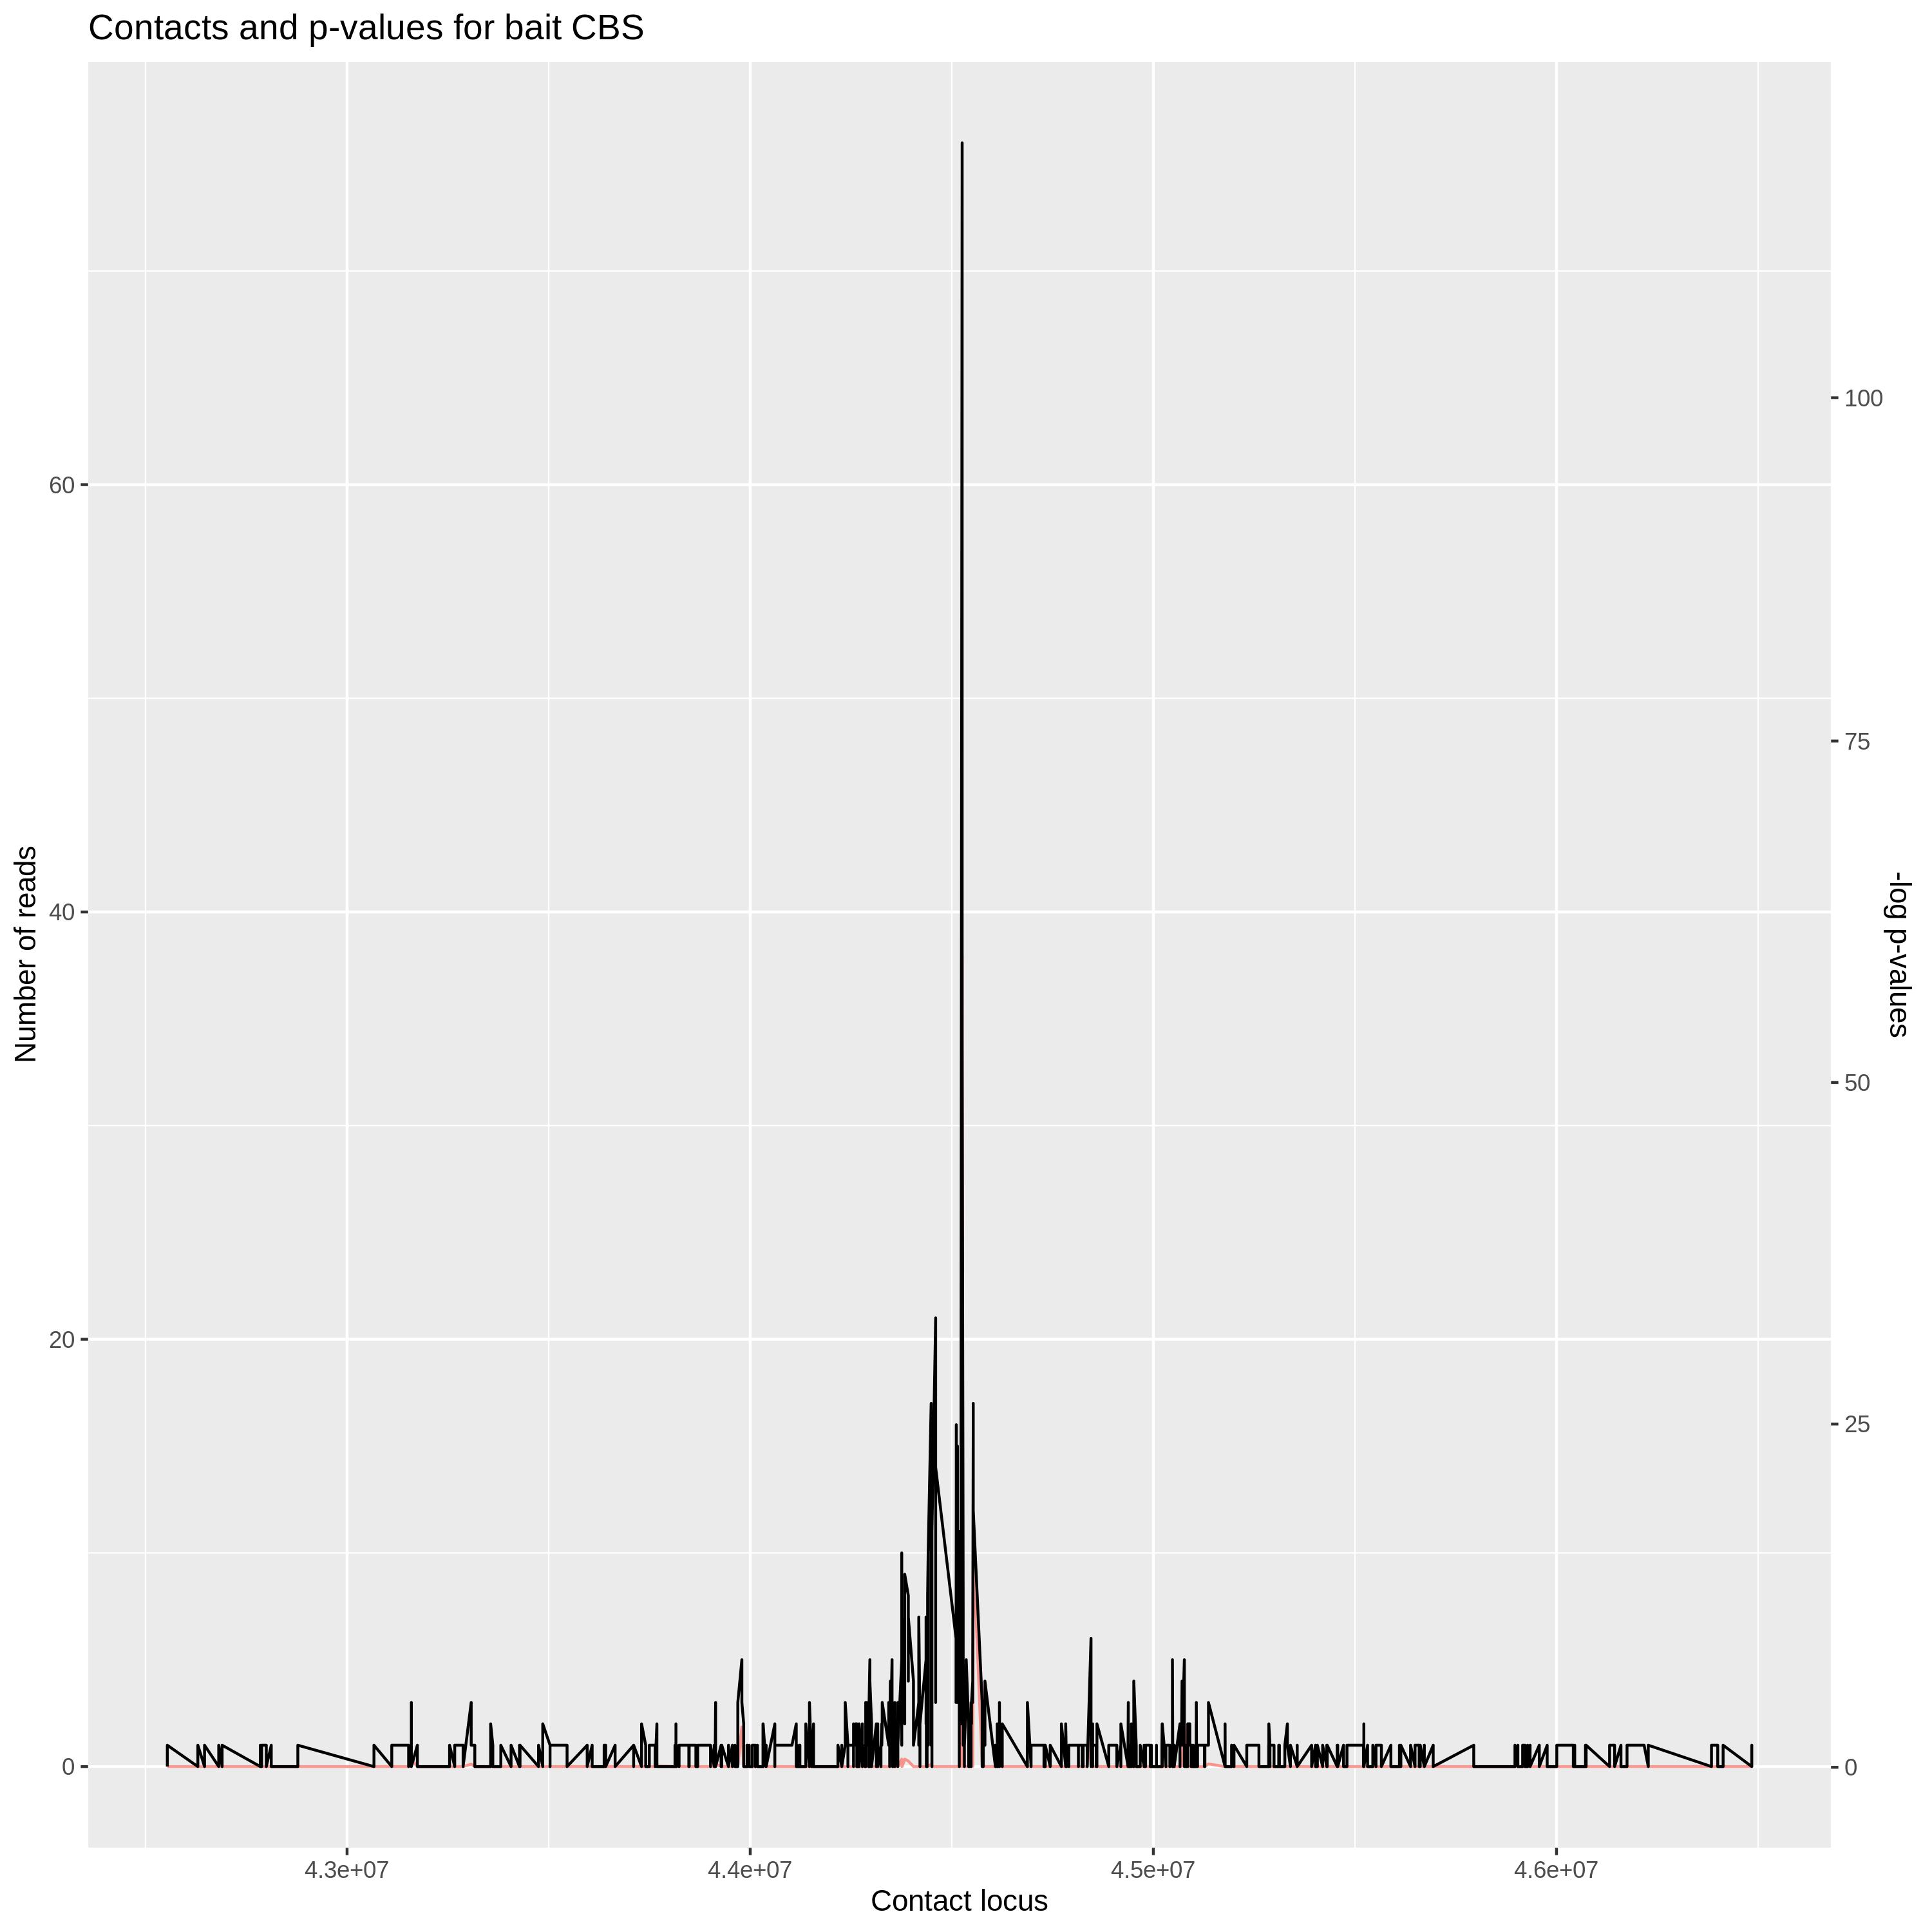 Contacts and p-values for bait CBS
Number of reads
60
40
20
0
100
75
50
25
0
-log p-values
4.3e+07 4.4e+07 4.5e+07 4.6e+07
Contact locus